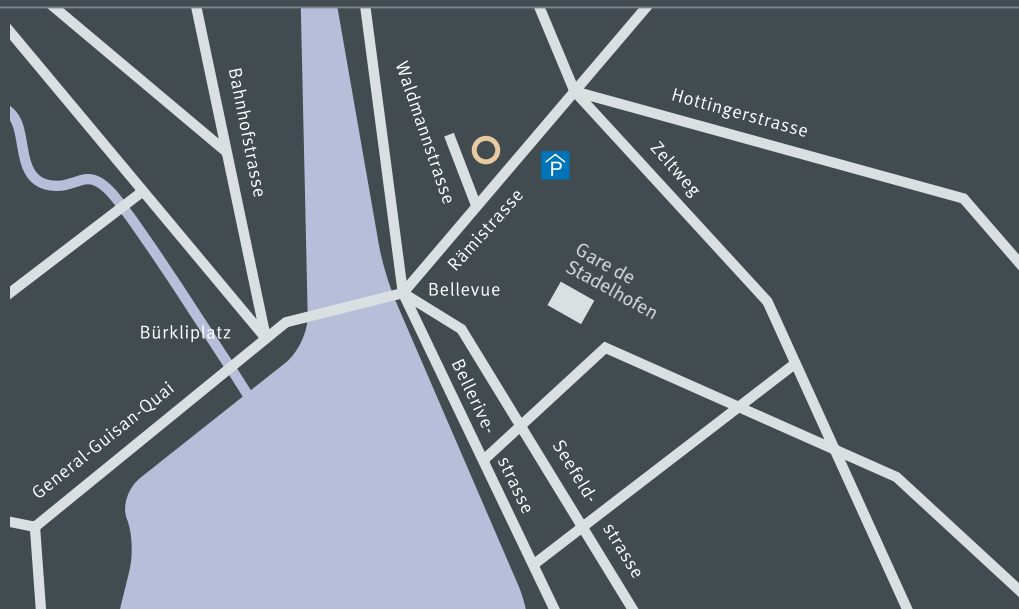 Bahnhofstrasse
Waldmannstrasse
Hottingerstrasse
Zeltweg
P
Rämistrasse
Gare de
Stadelhofen
Bellevue
Bürkliplatz
General-Guisan-Quai
Bellerive-
strasse
Seefeld-
strasse